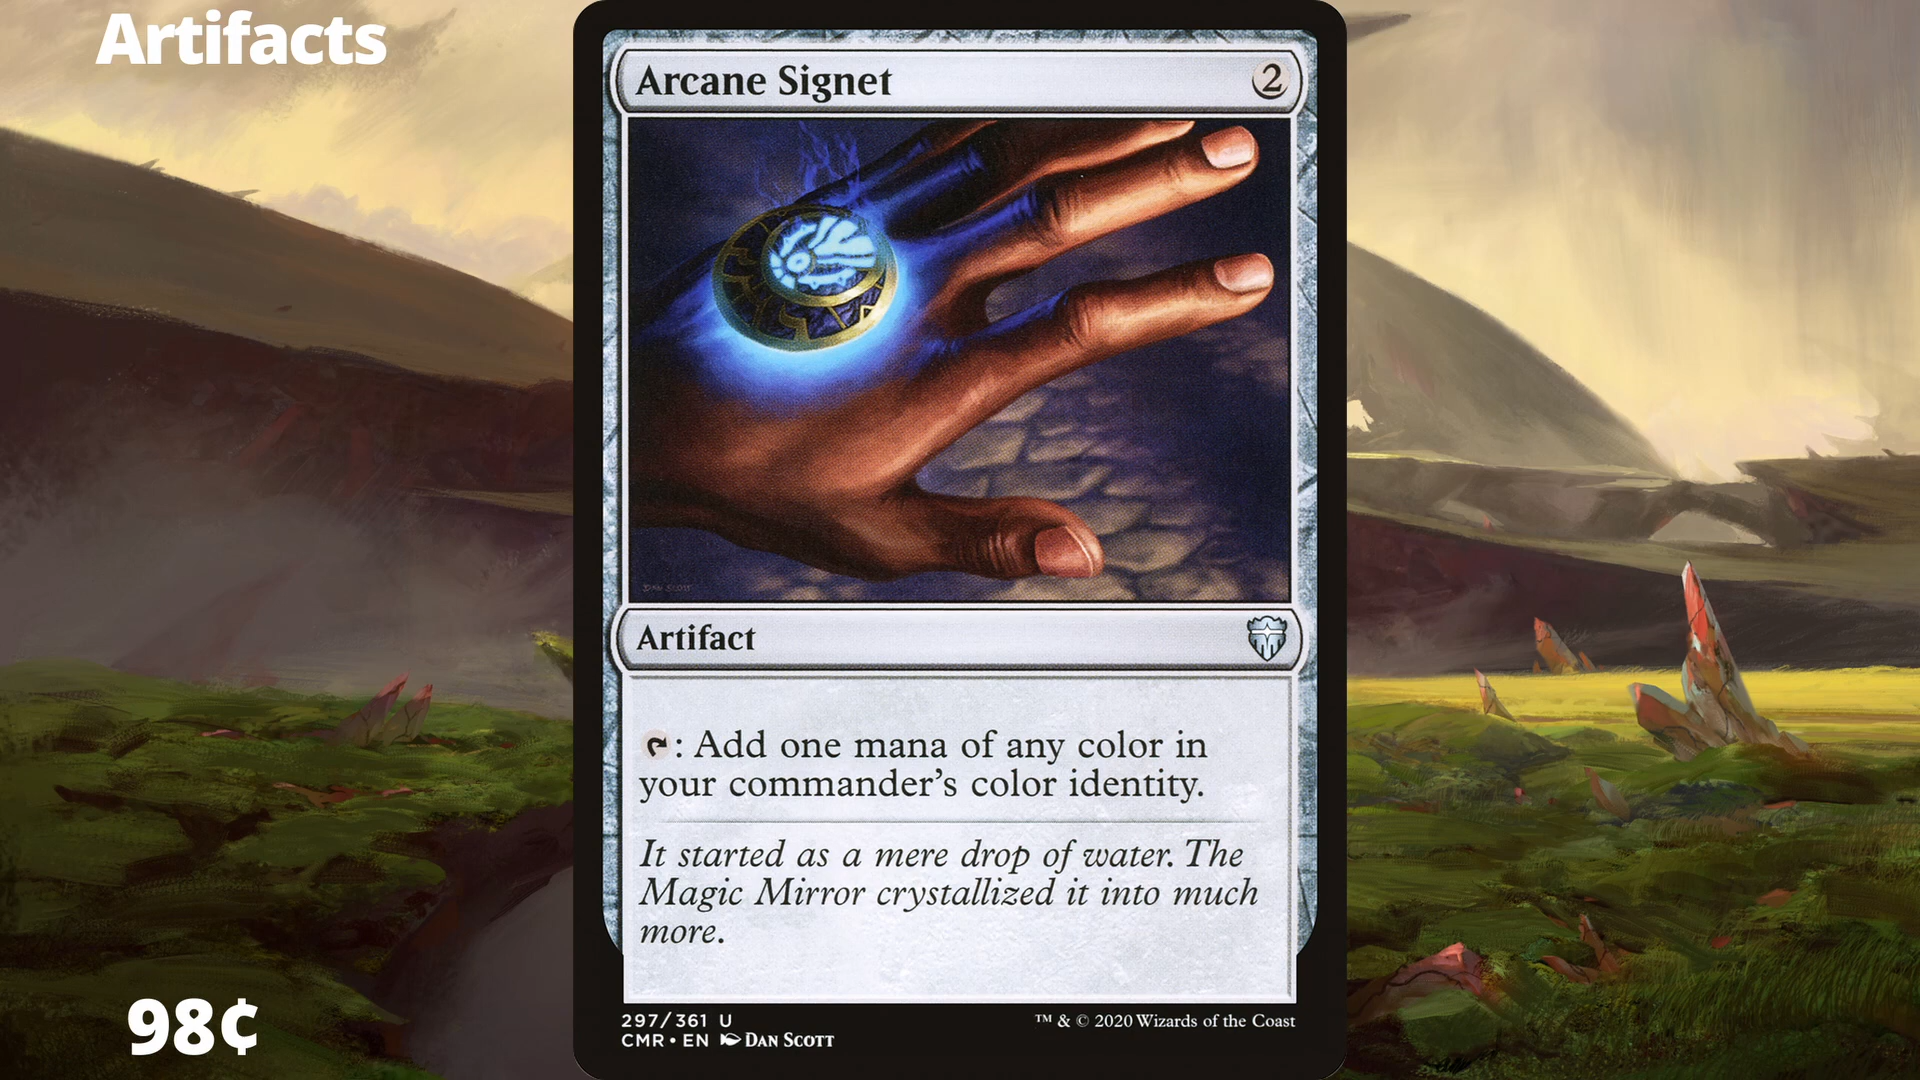 Artifacts
Arcane Signet
2
DAN SCOTT
Artifact
: Add one mana of any color in
your commander's color identity.
It started as a mere drop of water. The
Magic Mirror crystallized it into much
more.
98¢
297/361 U
™ & © 2020 Wizards of the Coast
CMR • EN DAN SCOTT